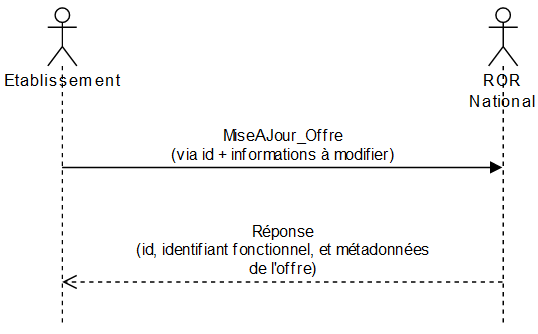 Etablissement
ROR
National
MiseAJour_Offre
(via id + informations à modifier)
Réponse
(id, identifiant fonctionnel, et métadonnées
de l'offre)